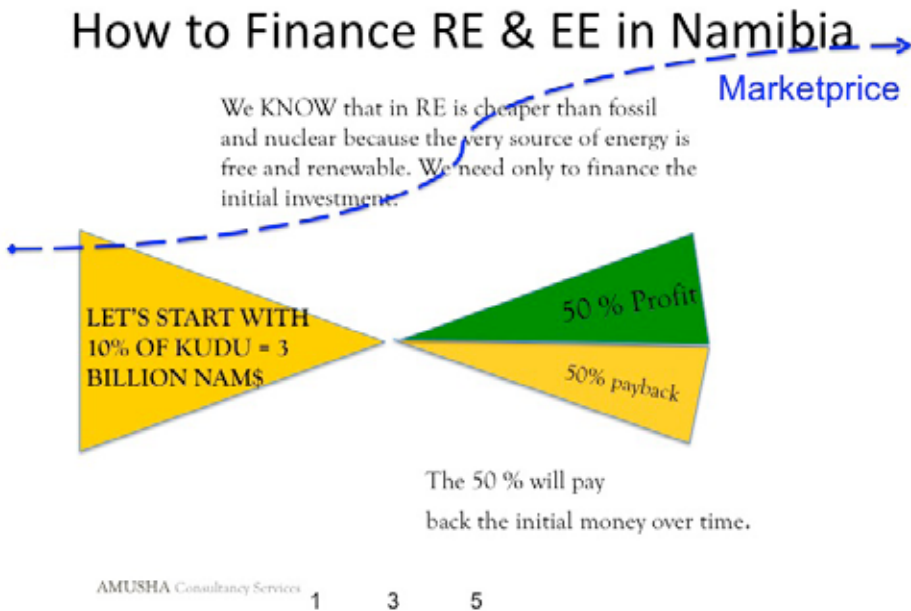 How to Finance RE & EE in Namibia
Marketprice
We KNOW that in RE is cheaper than fossil
and nuclear because the very source of energy is
free and renewable. We need only to finance the
initial investment.
LET'S START WITH
10% OF KUDU = 3
BILLION NAM$
50 % Profit
50% payback
The 50 % will pay
back the initial money over time.
AMUSHA Consultancy Services
1 3 5